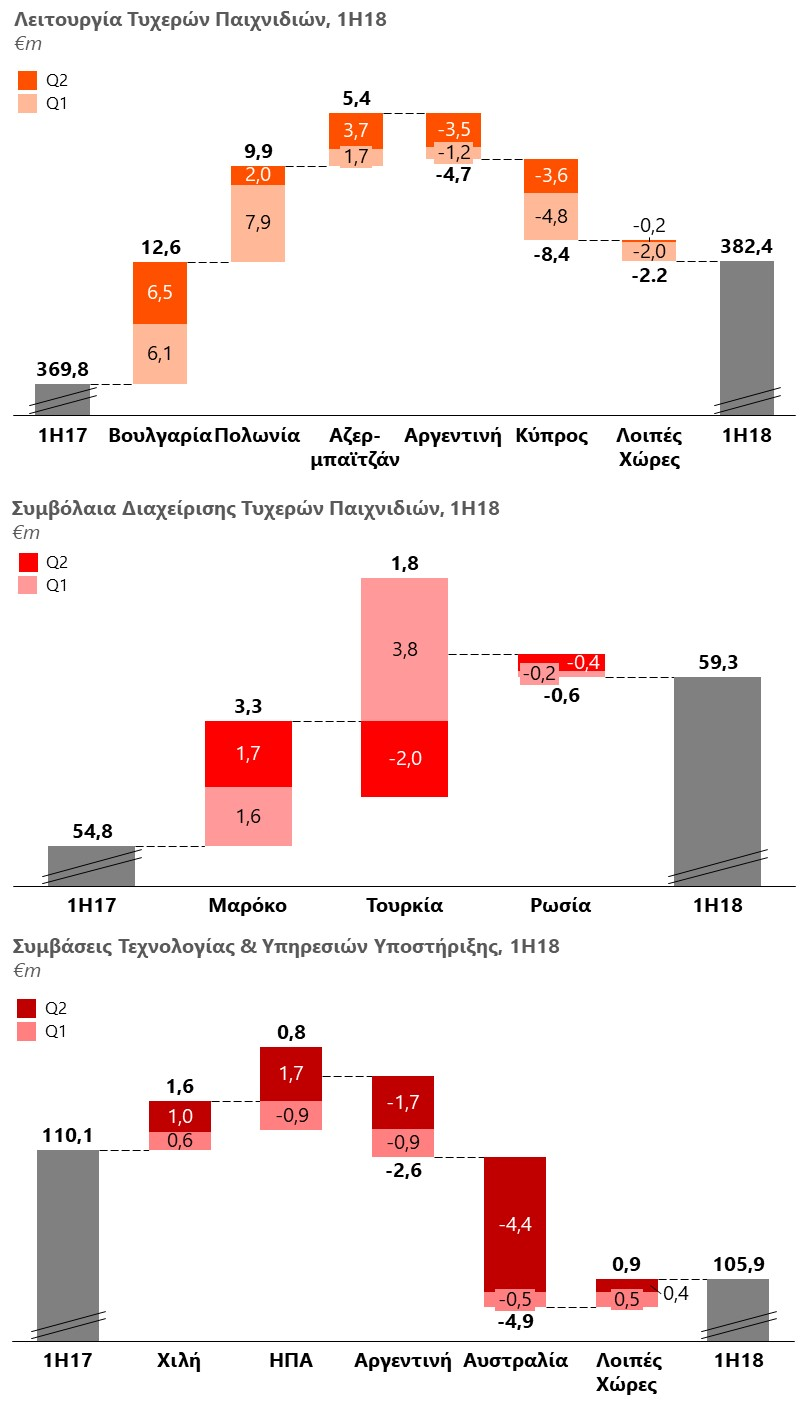 Λειτουργία Τυχερών Παιχνιδιών, 1H18
€m
Q2
Q1
369,8
12,6
6,5
6,1
9,9
2,0
7,9
5,4
3,7
1,7
-3,5
-1,2
-4,7
-3,6
-4,8
-8,4
-0,2
-2,0
-2.2
382,4
1H17 Βουλγαρία Πολωνία Αζερ- Αργεντινή Κύπρος Λοιπές 1H18
μπαϊτζάν Χώρες
Συμβόλαια Διαχείρισης Τυχερών Παιχνιδιών, 1H18
€m
Q2
Q1
54,8
3,3
1,7
1,6
1,8
3,8
-2,0
-0,4
-0,2
-0,6
59,3
1H17 Μαρόκο Τουρκία Ρωσία 1H18
Συμβάσεις Τεχνολογίας & Υπηρεσιών Υποστήριξης, 1H18
€m
Q2
Q1
110,1
1,6
1,0
0,6
0,8
1,7
-0,9
-1,7
-0,9
-2,6
-4,4
-0,5
-4,9
0,9
0,4
0,5
105,9
1H17 Χιλή ΗΠΑ Αργεντινή Αυστραλία Λοιπές 1H18
Χώρες